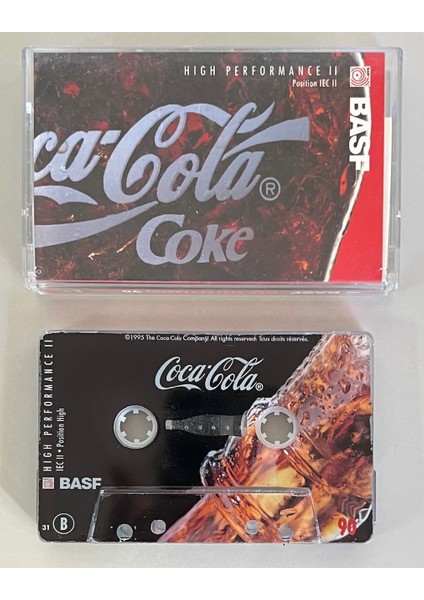 HIGH PERFORMANCE II
Position IEC II
BASF
ca-Cola®
Coke
©1995 The Coca-Cola Company. All rights reserved. Tous droits réservés.
Coca-Cola®
HIGH PERFORMANCE II
IEC II • Position High
BASF
31 B
90